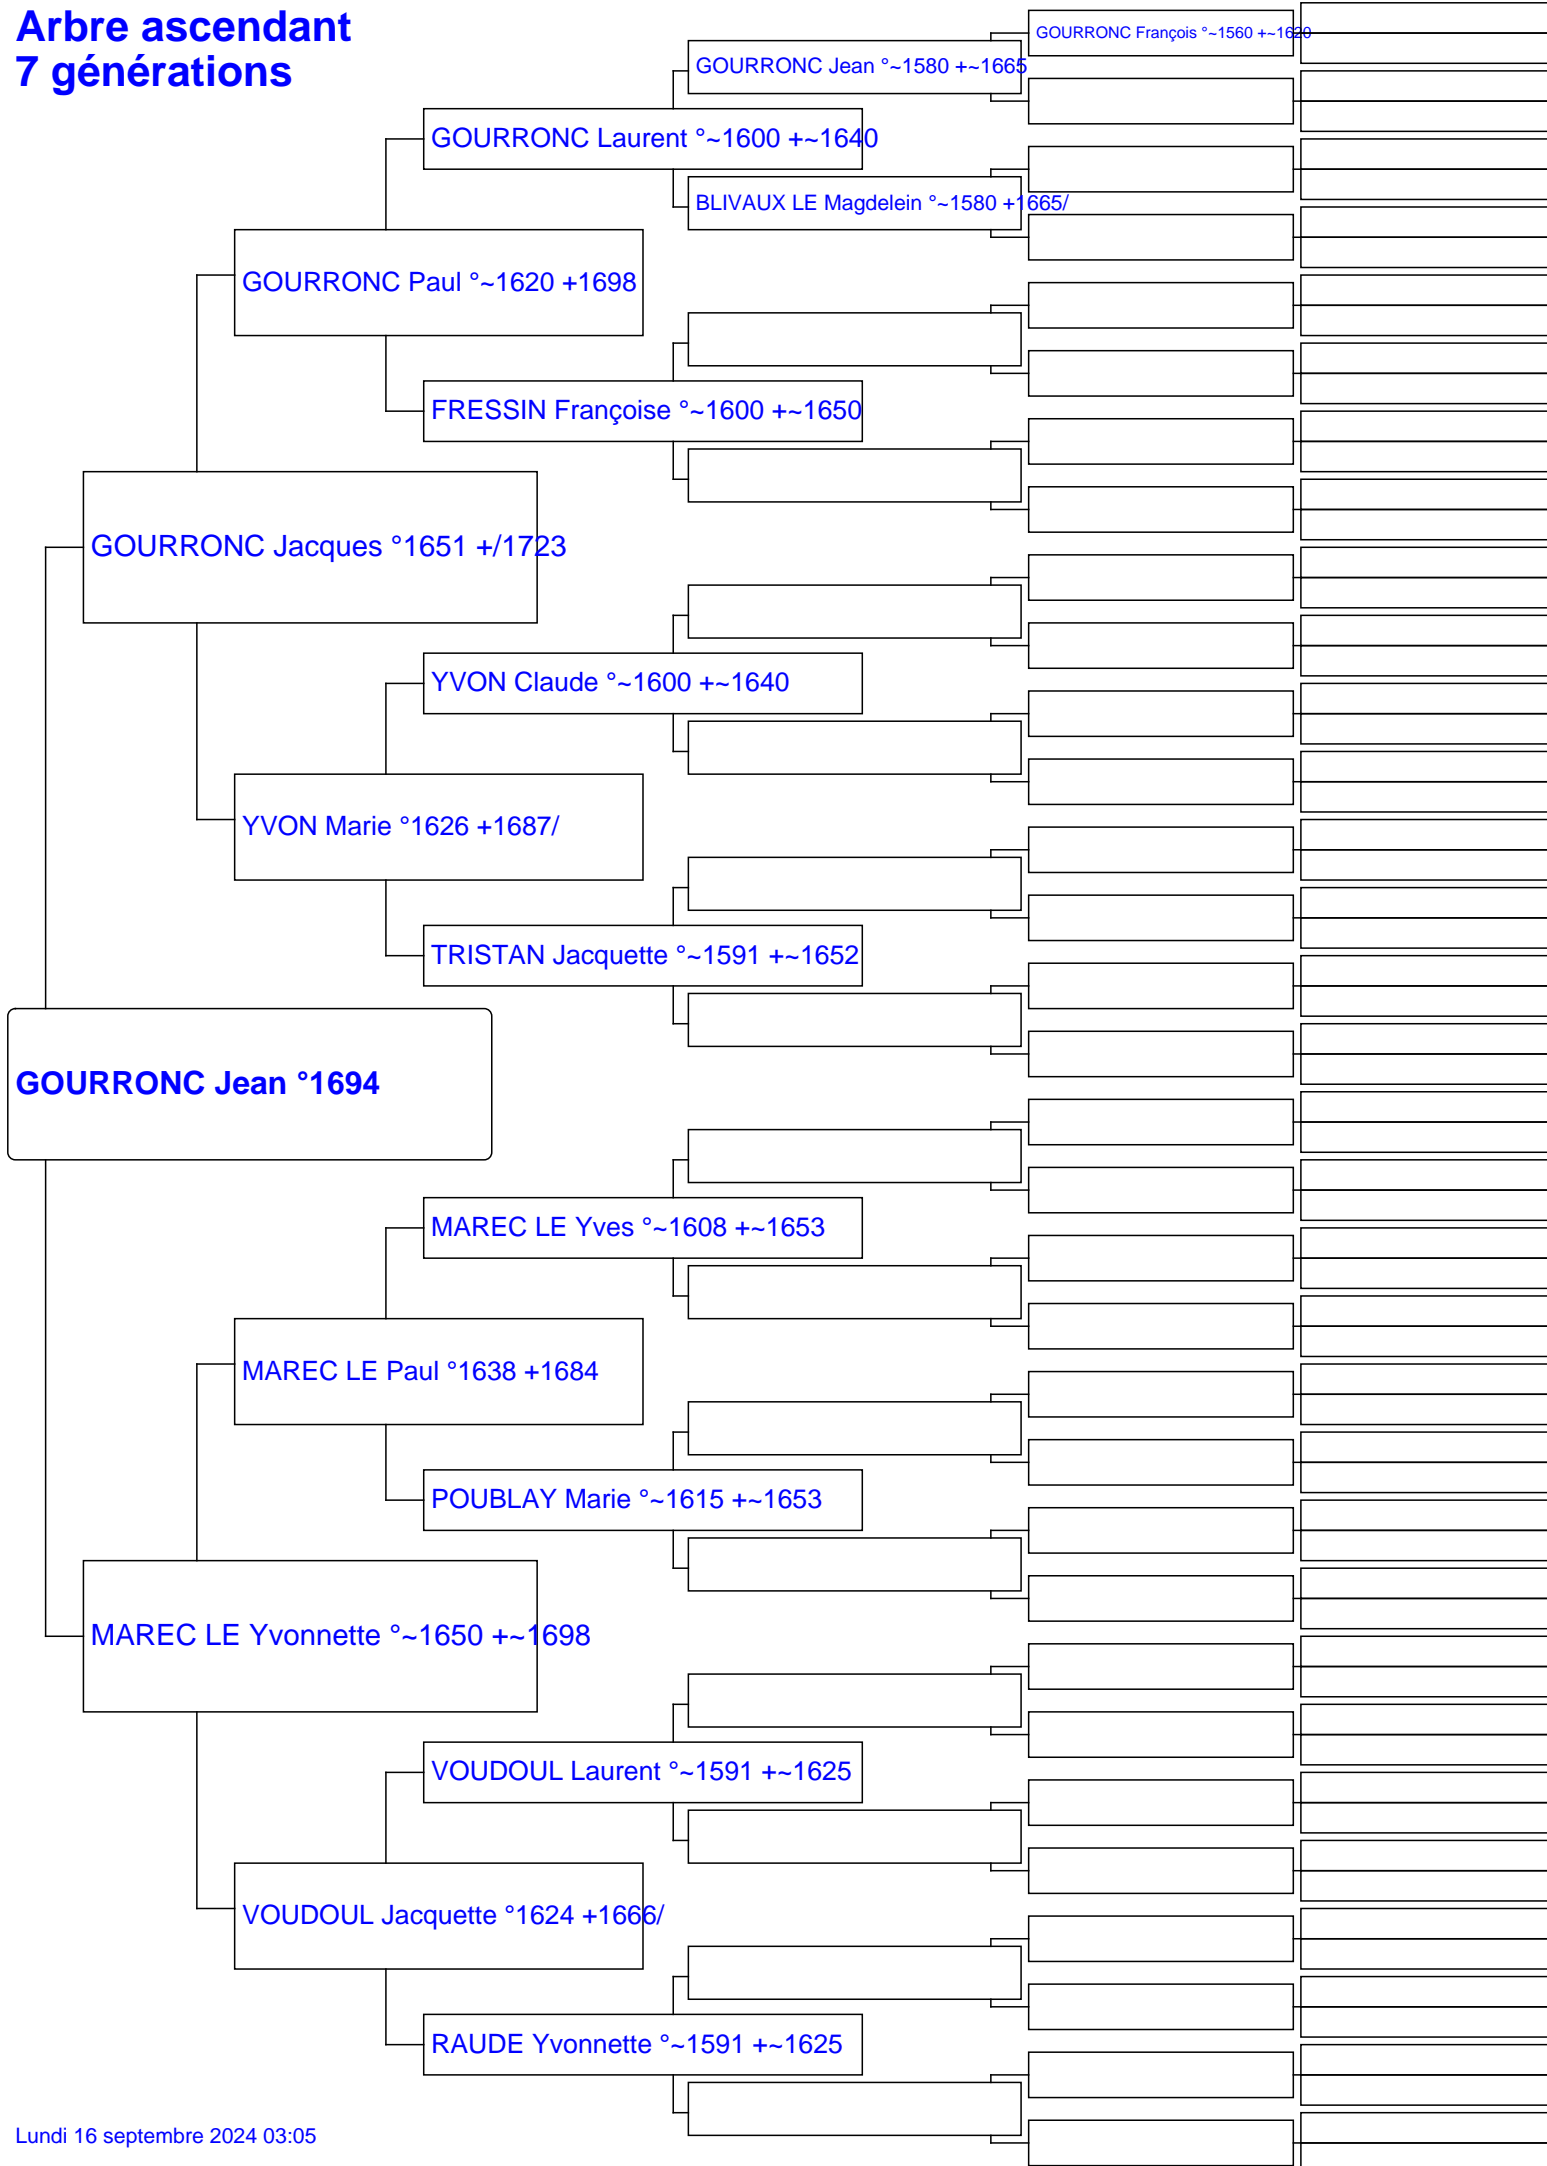 Arbre ascendant
7 générations
GOURRONC François °~1560 +~1620
GOURRONC Jean °~1580 +~1665
GOURRONC Laurent °~1600 +~1640
BLIVAUX LE Magdelein °~1580 +1665/
GOURRONC Paul °~1620 +1698
FRESSIN Françoise °~1600 +~1650
GOURRONC Jacques °1651 +/1723
YVON Claude °~1600 +~1640
YVON Marie °1626 +1687/
TRISTAN Jacquette °~1591 +~1652
GOURRONC Jean °1694
MAREC LE Yves °~1608 +~1653
MAREC LE Paul °1638 +1684
POUBLAY Marie °~1615 +~1653
MAREC LE Yvonnette °~1650 +~1698
VOUDOUL Laurent °~1591 +~1625
VOUDOUL Jacquette °1624 +1666/
RAUDE Yvonnette °~1591 +~1625
Lundi 16 septembre 2024 03:05